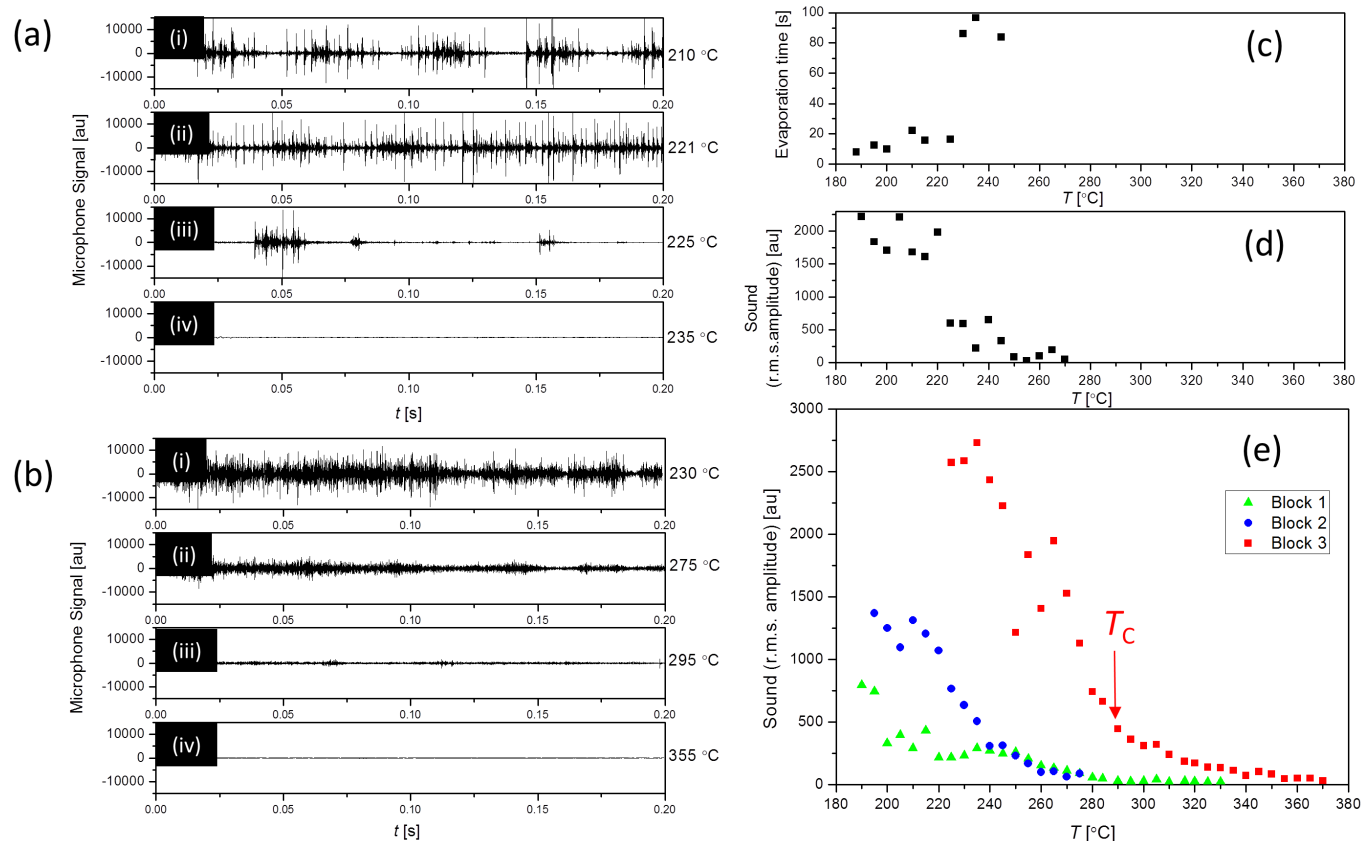 (a)
Microphone Signal [au]
(i)
10000
0
-10000
210 °C
0.00 0.05 0.10 0.15 0.20
(ii)
10000
0
-10000
221 °C
0.00 0.05 0.10 0.15 0.20
(iii)
10000
0
-10000
225 °C
0.00 0.05 0.10 0.15 0.20
(iv)
10000
0
-10000
235 °C
0.00 0.05 0.10 0.15 0.20
t [s]
(b)
Microphone Signal [au]
(i)
10000
0
-10000
230 °C
0.00 0.05 0.10 0.15 0.20
(ii)
10000
0
-10000
275 °C
0.00 0.05 0.10 0.15 0.20
(iii)
10000
0
-10000
295 °C
0.00 0.05 0.10 0.15 0.20
(iv)
10000
0
-10000
355 °C
0.00 0.05 0.10 0.15 0.20
t [s]
(c)
Evaporation time [s]
100
80
60
40
20
0
180 200 220 240 260 280 300 320 340 360 380
T [°C]
(d)
Sound
(r.m.s.amplitude) [au]
2000
1500
1000
500
0
180 200 220 240 260 280 300 320 340 360 380
T [°C]
(e)
Sound (r.m.s. amplitude) [au]
3000
2500
2000
1500
1000
500
0
Block 1
Block 2
Block 3
TC
180 200 220 240 260 280 300 320 340 360 380
T [°C]